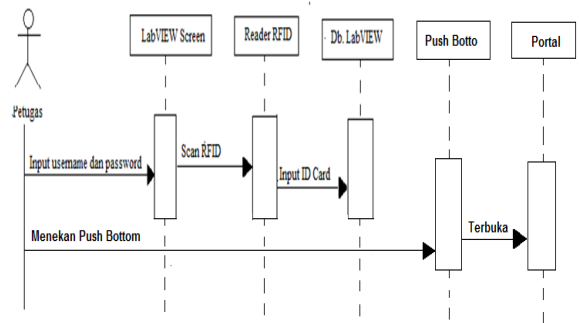 LabVIEW Screen
Reader RFID
Db. LabVIEW
Push Botto
Portal
Petugas
Input username dan password
Scan RFID
Input ID Card
Menekan Push Bottom
Terbuka